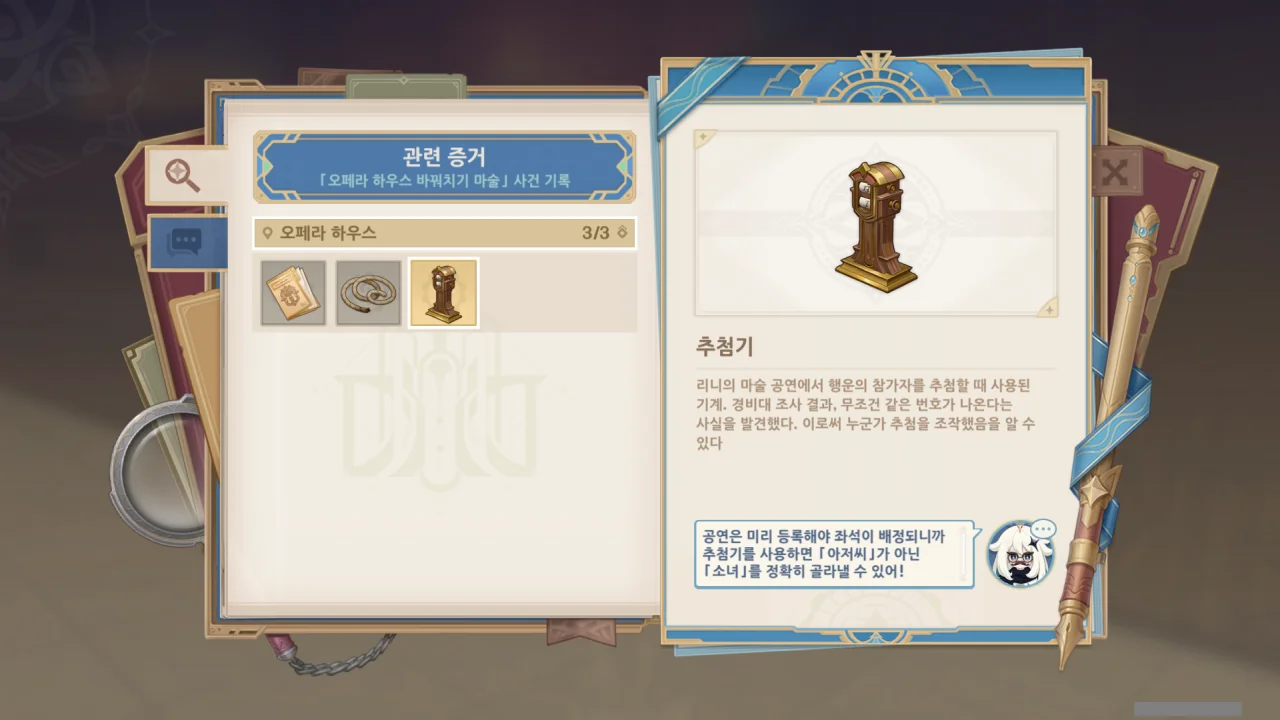 관련 증거
「오페라 하우스 바꿔치기 마술」 사건 기록
오페라 하우스 3/3
추첨기
리니의 마술 공연에서 행운의 참가자를 추첨할 때 사용된
기계. 경비대 조사 결과, 무조건 같은 번호가 나온다는
사실을 발견했다. 이로써 누군가 추첨을 조작했음을 알 수
있다
공연은 미리 등록해야 좌석이 배정되니까
추첨기를 사용하면 「아저씨」가 아닌
「소녀」를 정확히 골라낼 수 있어!